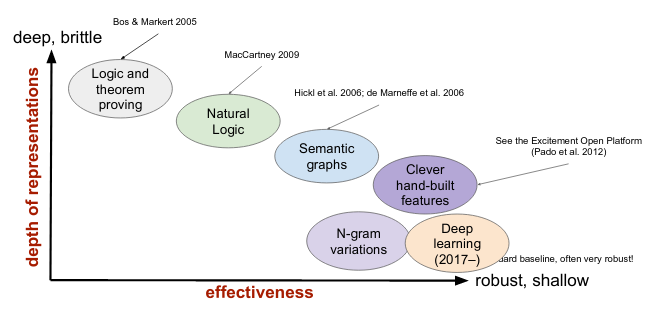 Bos & Markert 2005
deep, brittle
MacCartney 2009
Logic and
theorem
proving
Hickl et al. 2006; de Marneffe et al. 2006
Natural
Logic
See the Excitement Open Platform
(Pado et al. 2012)
Semantic
graphs
Clever
hand-built
features
depth of representations
N-gram
variations
Deep
learning
(2017–)
baseline, often very robust!
robust, shallow
effectiveness